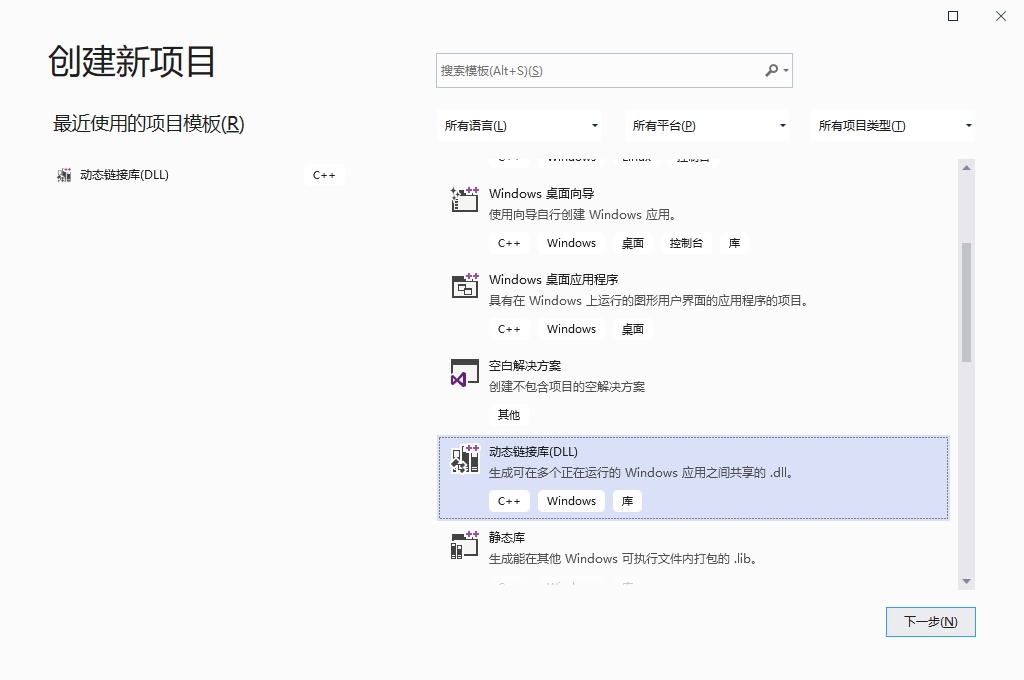 创建新项目
最近使用的项目模板(R)
动态链接库(DLL) C++
搜索模板(Alt+S)(S)
所有语言(L) 所有平台(P) 所有项目类型(T)
C++ Windows Linux 控制台
Windows 桌面向导
使用向导自行创建 Windows 应用。
C++ Windows 桌面 控制台 库
Windows 桌面应用程序
具有在 Windows 上运行的图形用户界面的应用程序的项目。
C++ Windows 桌面
空白解决方案
创建不包含项目的空解决方案
其他
动态链接库(DLL)
生成可在多个正在运行的 Windows 应用之间共享的 .dll。
C++ Windows 库
静态库
生成能在其他 Windows 可执行文件内打包的 .lib。
C++ Windows 库
下一步(N)